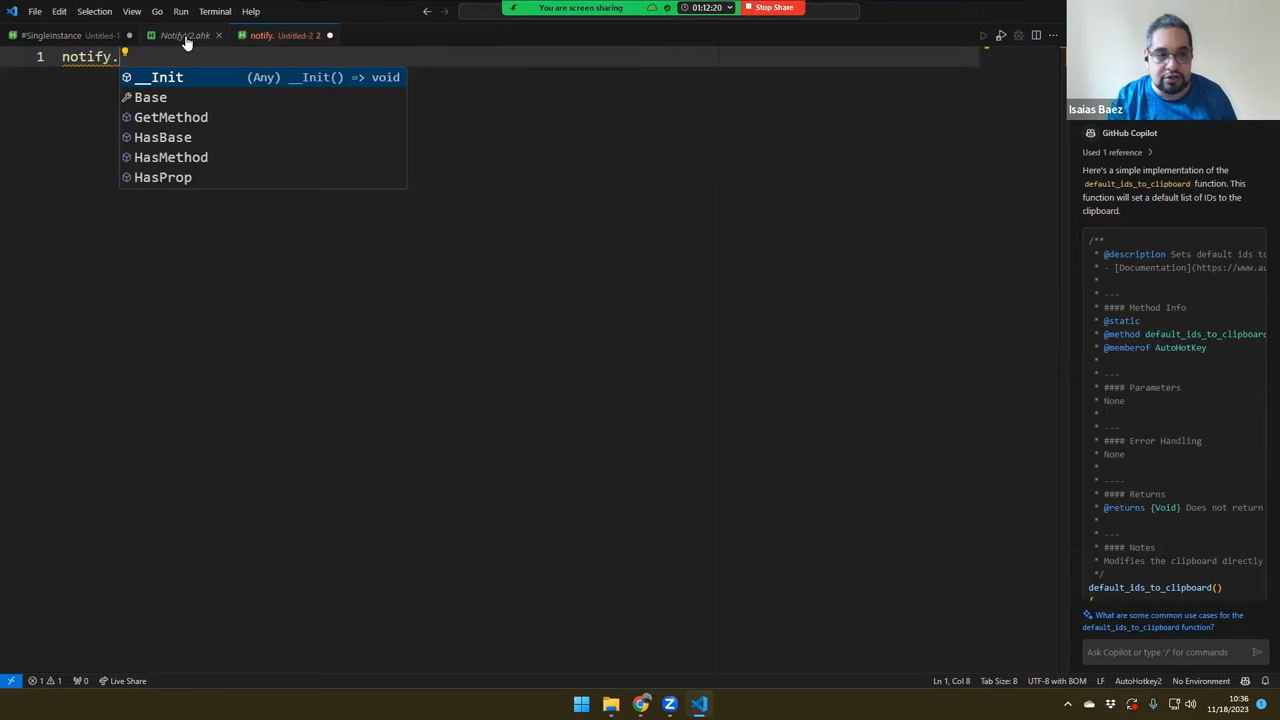 File Edit Selection View Go Run Terminal Help
You are screen sharing 01:12:20 Stop Share
#SingleInstance Untitled-1 NotifyV2.ahk notify. Untitled-2 2
1 notify.
__Init (Any) __Init() => void
Base
GetMethod
HasBase
HasMethod
HasProp
Isaias Baez
GitHub Copilot
Used 1 reference
Here's a simple implementation of the
default_ids_to_clipboard function. This
function will set a default list of IDs to the
clipboard.
/**
* @description Sets default ids to
* - [Documentation](https://www.au
*
* ---
* #### Method Info
* @static
* @method default_ids_to_clipboard
* @memberof AutoHotKey
*
* ---
* #### Parameters
* None
*
* ---
* #### Error Handling
* None
*
* ----
* #### Returns
* @returns {Void} Does not return
*
* ---
* #### Notes
* Modifies the clipboard directly
*/
default_ids_to_clipboard()
{
What are some common use cases for the
default_ids_to_clipboard function?
Ask Copilot or type '/' for commands
1 1 0 Live Share Ln 1, Col 8 Tab Size: 8 UTF-8 with BOM LF AutoHotkey2 No Environment
10:36
11/18/2023